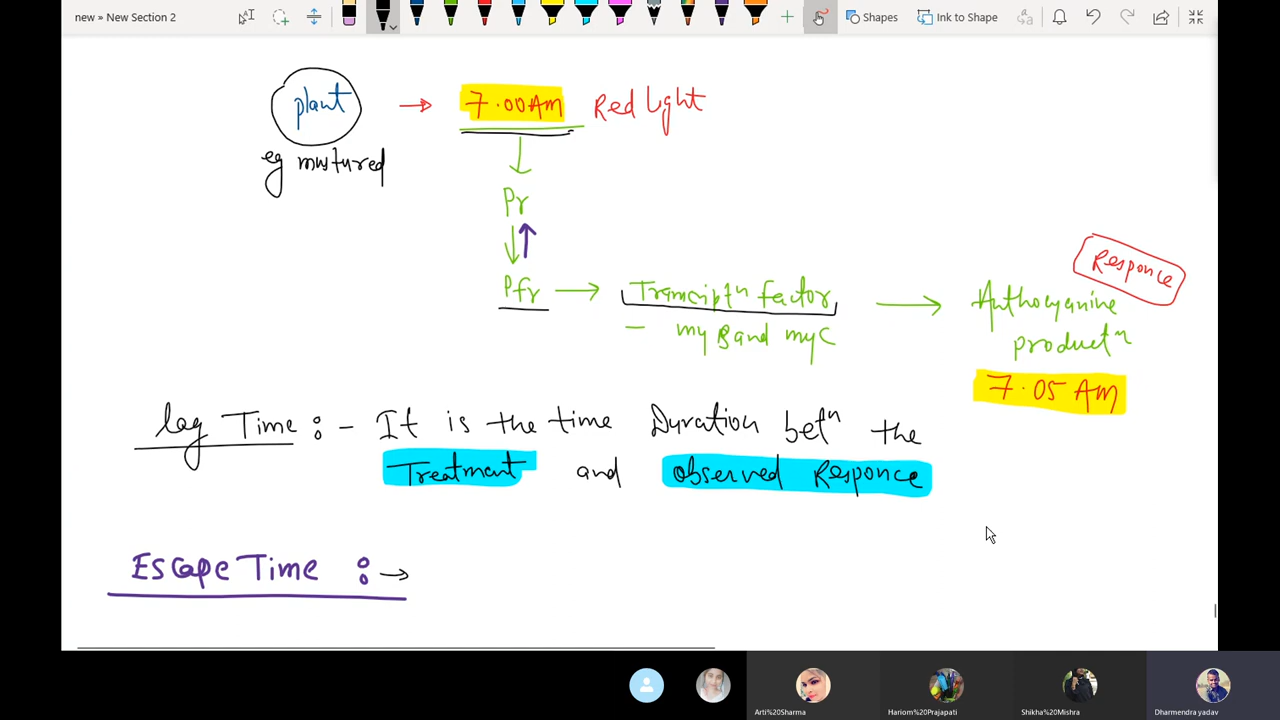 new » New Section 2
Shapes
Ink to Shape
plant → 7.00AM Red light
eg mustured
Pr
Responce
Pfr → Transcriptⁿ factor → Anthocyanine
- myB and myC productⁿ
7.05 AM
lag Time :- It is the time Duration betⁿ the
Treatment and observed Responce
Escape Time : →
Arti%20Sharma
Hariom%20Prajapati
Shikha%20Mishra
Dharmendra yadav